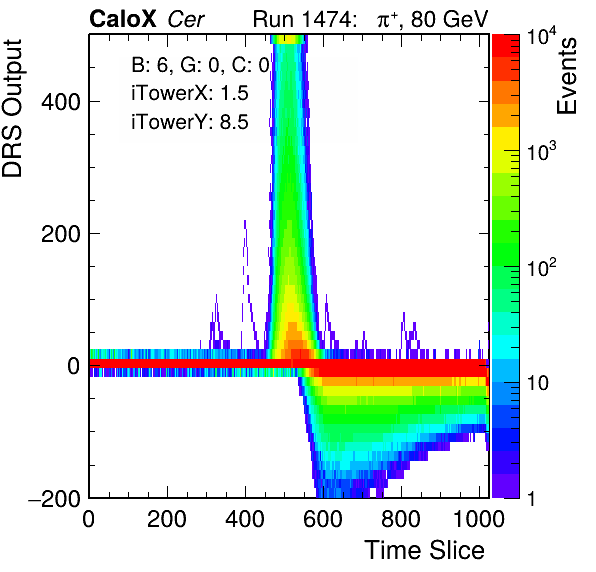 CaloX Cer Run 1474: π⁺, 80 GeV
B: 6, G: 0, C: 0
iTowerX: 1.5
iTowerY: 8.5
DRS Output
400
200
0
−200
0 200 400 600 800 1000
Time Slice
Events
10⁴
10³
10²
10
1